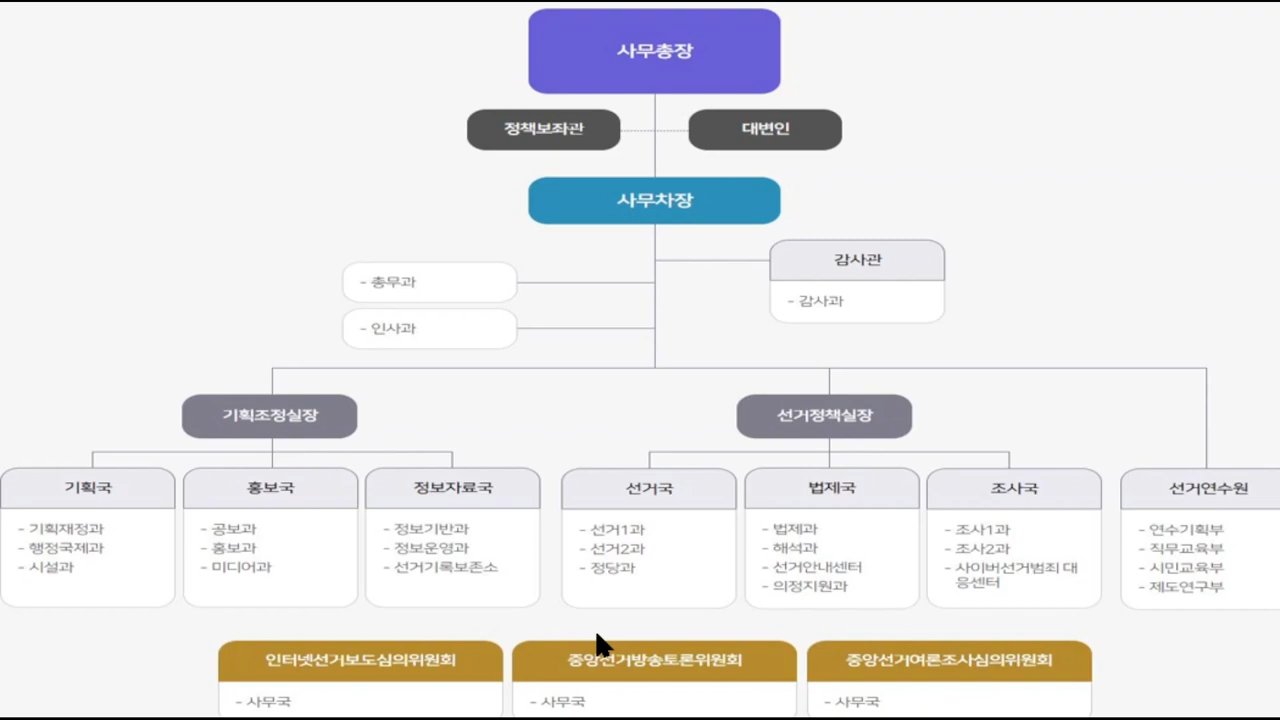 사무총장
정책보좌관
대변인
사무차장
감사관
- 감사과
- 총무과
- 인사과
기획조정실장
선거정책실장
기획국
- 기획재정과
- 행정국제과
- 시설과
홍보국
- 공보과
- 홍보과
- 미디어과
정보자료국
- 정보기반과
- 정보운영과
- 선거기록보존소
선거국
- 선거1과
- 선거2과
- 정당과
법제국
- 법제과
- 해석과
- 선거안내센터
- 의정지원과
조사국
- 조사1과
- 조사2과
- 사이버선거범죄 대
응센터
선거연수원
- 연수기획부
- 직무교육부
- 시민교육부
- 제도연구부
인터넷선거보도심의위원회
- 사무국
중앙선거방송토론위원회
- 사무국
중앙선거여론조사심의위원회
- 사무국